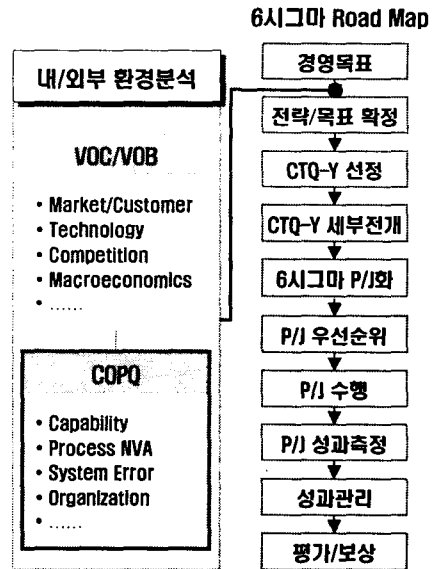 6시그마 Road Map
내/외부 환경분석
VOC/VOB
• Market/Customer
• Technology
• Competition
• Macroeconomics
• ......
COPQ
• Capability
• Process NVA
• System Error
• Organization
• ......
경영목표
전략/목표 확정
CTQ-Y 선정
CTQ-Y 세부전개
6시그마 P/J화
P/J 우선순위
P/J 수행
P/J 성과측정
성과관리
평가/보상